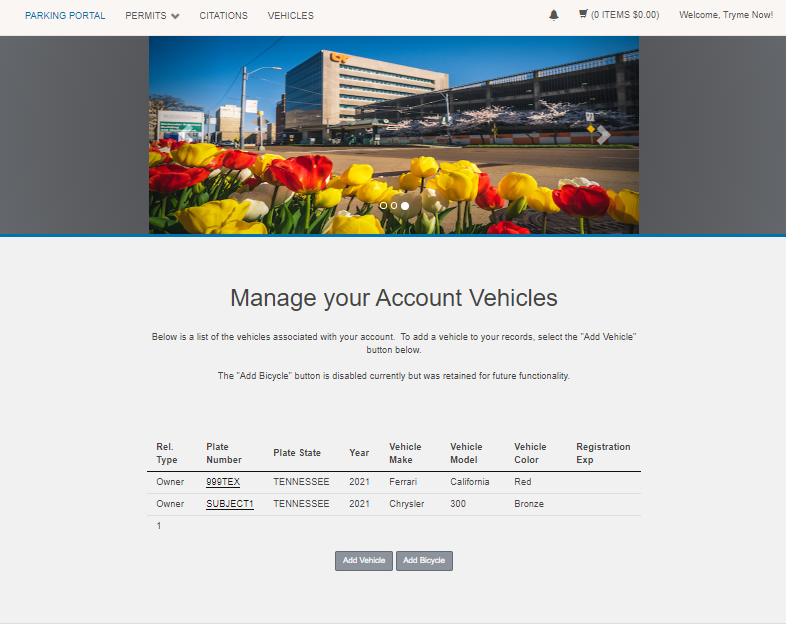 PARKING PORTAL PERMITS CITATIONS VEHICLES (0 ITEMS $0.00) Welcome, Tryme Now!
Manage your Account Vehicles
Below is a list of the vehicles associated with your account. To add a vehicle to your records, select the "Add Vehicle"
button below.
The "Add Bicycle" button is disabled currently but was retained for future functionality.
Rel. Type Plate Number Plate State Year Vehicle Make Vehicle Model Vehicle Color Registration Exp
Owner 999TEX TENNESSEE 2021 Ferrari California Red
Owner SUBJECT1 TENNESSEE 2021 Chrysler 300 Bronze
1
Add Vehicle Add Bicycle